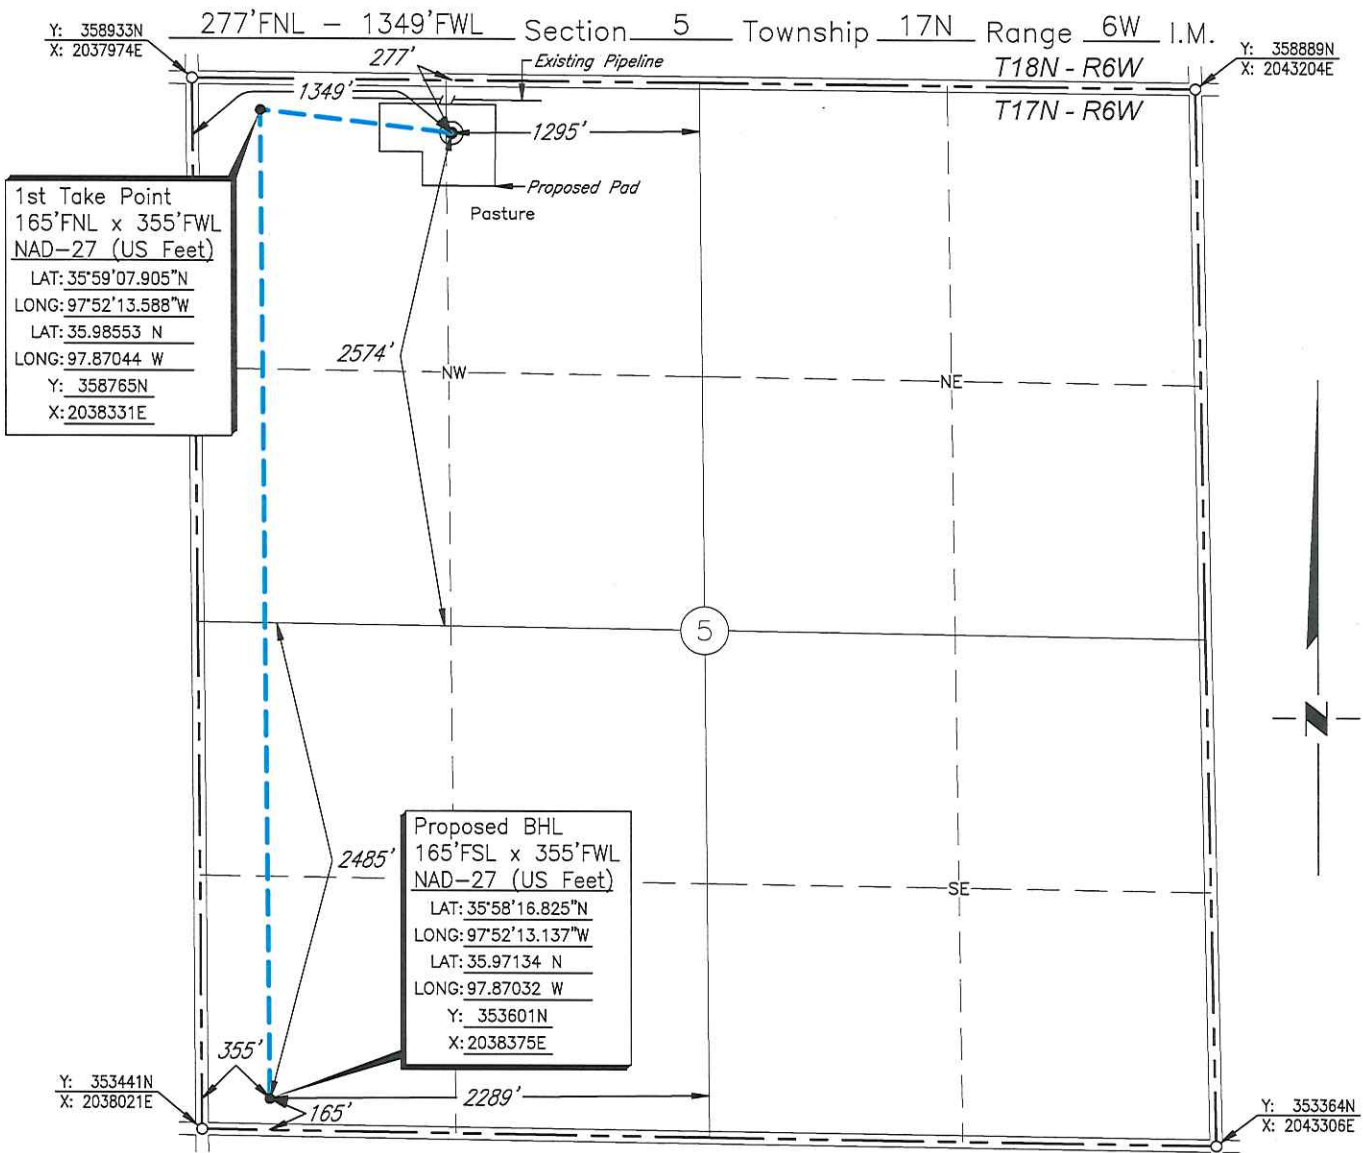 277'FNL – 1349'FWL Section 5 Township 17N Range 6W I.M.
Y: 358933N
X: 2037974E
Y: 358889N
X: 2043204E
277'
Existing Pipeline
T18N - R6W
T17N - R6W
1349'
1295'
Proposed Pad
Pasture
1st Take Point
165'FNL x 355'FWL
NAD-27 (US Feet)
LAT: 35°59'07.905"N
LONG: 97°52'13.588"W
LAT: 35.98553 N
LONG: 97.87044 W
Y: 358765N
X: 2038331E
2574'
NW
NE
5
N
2485'
Proposed BHL
165'FSL x 355'FWL
NAD-27 (US Feet)
LAT: 35°58'16.825"N
LONG: 97°52'13.137"W
LAT: 35.97134 N
LONG: 97.87032 W
Y: 353601N
X: 2038375E
SE
355'
2289'
165'
Y: 353441N
X: 2038021E
Y: 353364N
X: 2043306E